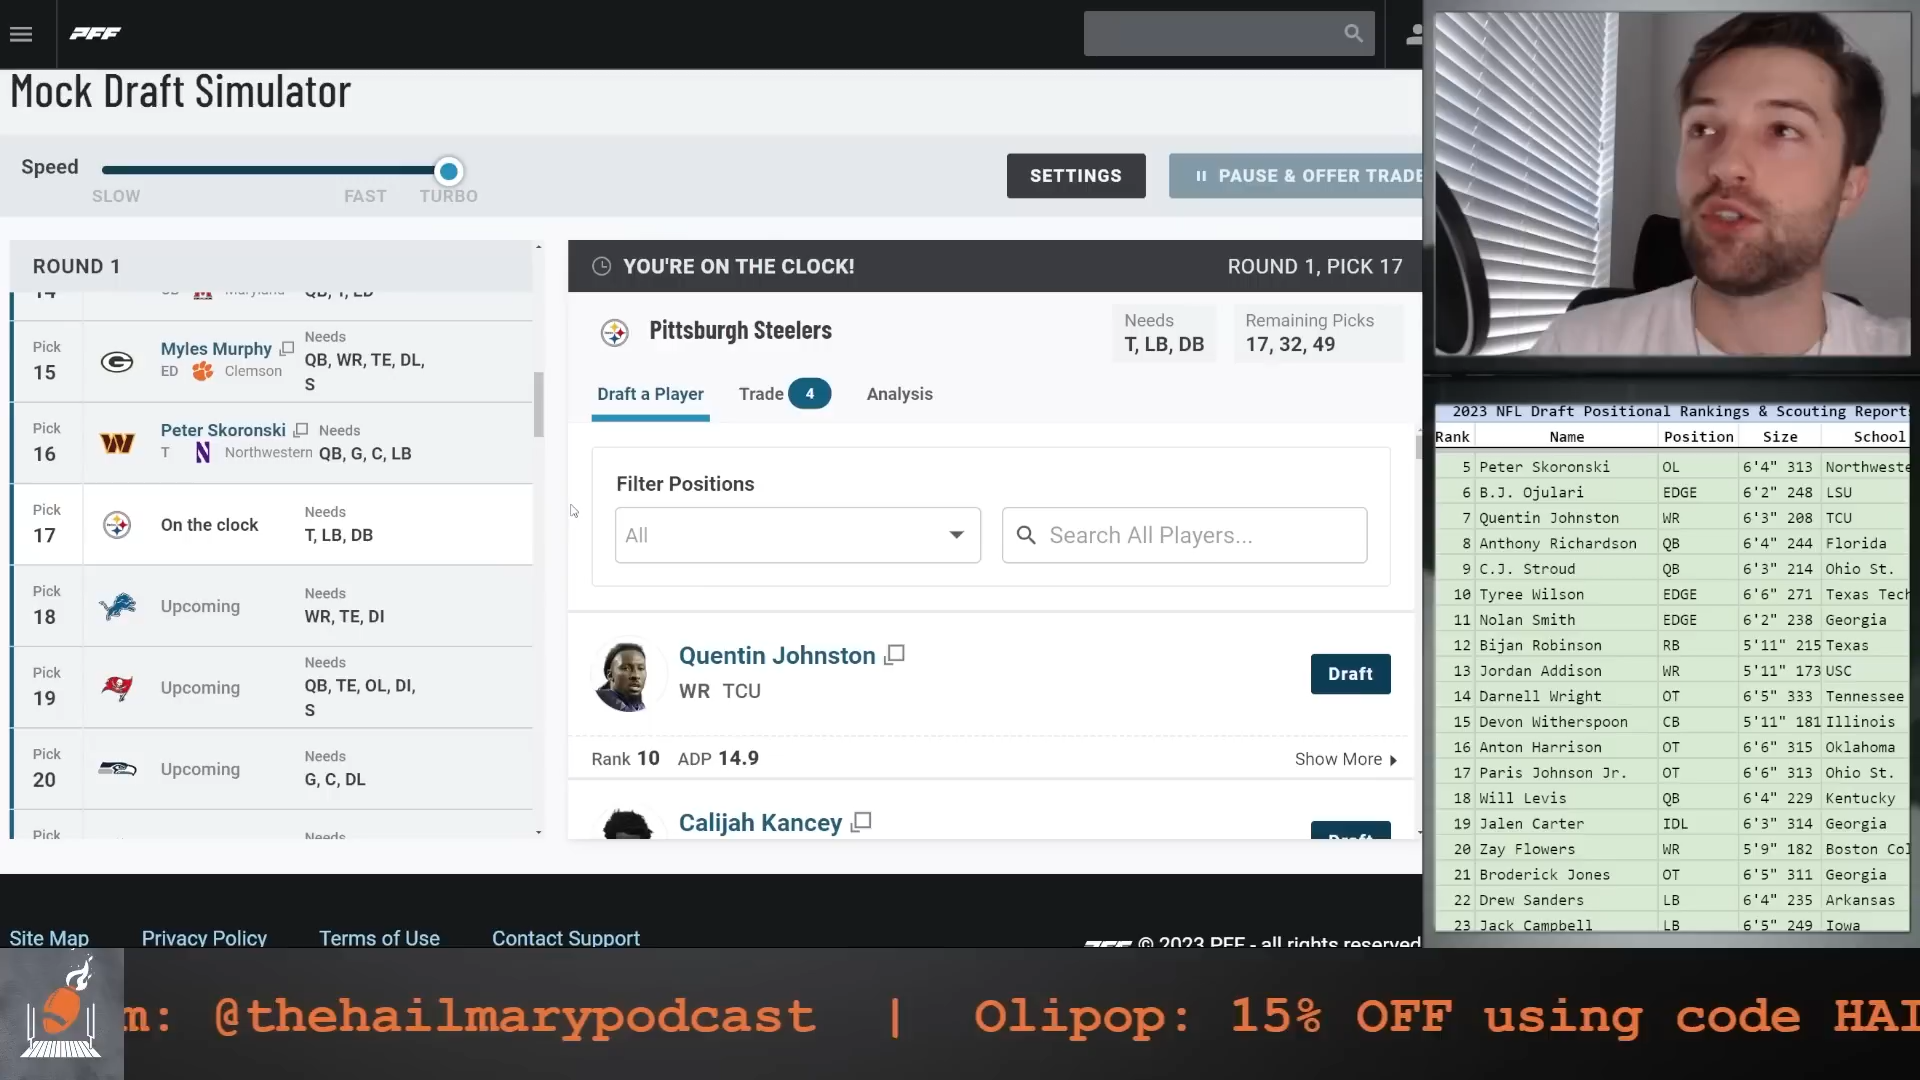 PFF
Mock Draft Simulator
Speed
SLOW
FAST
TURBO
SETTINGS
PAUSE & OFFER TRADE
ROUND 1
14
Maryland
QB, T, ED
Pick
15
Myles Murphy
ED
Clemson
Needs
QB, WR, TE, DL,
S
Pick
16
Peter Skoronski
T
N
Northwestern
Needs
QB, G, C, LB
Pick
17
On the clock
Needs
T, LB, DB
Pick
18
Upcoming
Needs
WR, TE, DI
Pick
19
Upcoming
Needs
QB, TE, OL, DI,
S
Pick
20
Upcoming
Needs
G, C, DL
Pick
Needs
YOU'RE ON THE CLOCK!
ROUND 1, PICK 17
Pittsburgh Steelers
Needs
T, LB, DB
Remaining Picks
17, 32, 49
Draft a Player
Trade 4
Analysis
Filter Positions
All
Search All Players...
Quentin Johnston
WR TCU
Draft
Rank 10 ADP 14.9
Show More
Calijah Kancey
Draft
Site Map
Privacy Policy
Terms of Use
Contact Support
PFF © 2023 PFF - all rights reserved
2023 NFL Draft Positional Rankings & Scouting Reports
Rank Name Position Size School
5 Peter Skoronski OL 6'4" 313 Northweste
6 B.J. Ojulari EDGE 6'2" 248 LSU
7 Quentin Johnston WR 6'3" 208 TCU
8 Anthony Richardson QB 6'4" 244 Florida
9 C.J. Stroud QB 6'3" 214 Ohio St.
10 Tyree Wilson EDGE 6'6" 271 Texas Tech
11 Nolan Smith EDGE 6'2" 238 Georgia
12 Bijan Robinson RB 5'11" 215 Texas
13 Jordan Addison WR 5'11" 173 USC
14 Darnell Wright OT 6'5" 333 Tennessee
15 Devon Witherspoon CB 5'11" 181 Illinois
16 Anton Harrison OT 6'6" 315 Oklahoma
17 Paris Johnson Jr. OT 6'6" 313 Ohio St.
18 Will Levis QB 6'4" 229 Kentucky
19 Jalen Carter IDL 6'3" 314 Georgia
20 Zay Flowers WR 5'9" 182 Boston Col
21 Broderick Jones OT 6'5" 311 Georgia
22 Drew Sanders LB 6'4" 235 Arkansas
23 Jack Campbell LB 6'5" 249 Iowa
m: @thehailmarypodcast | Olipop: 15% OFF using code HAI